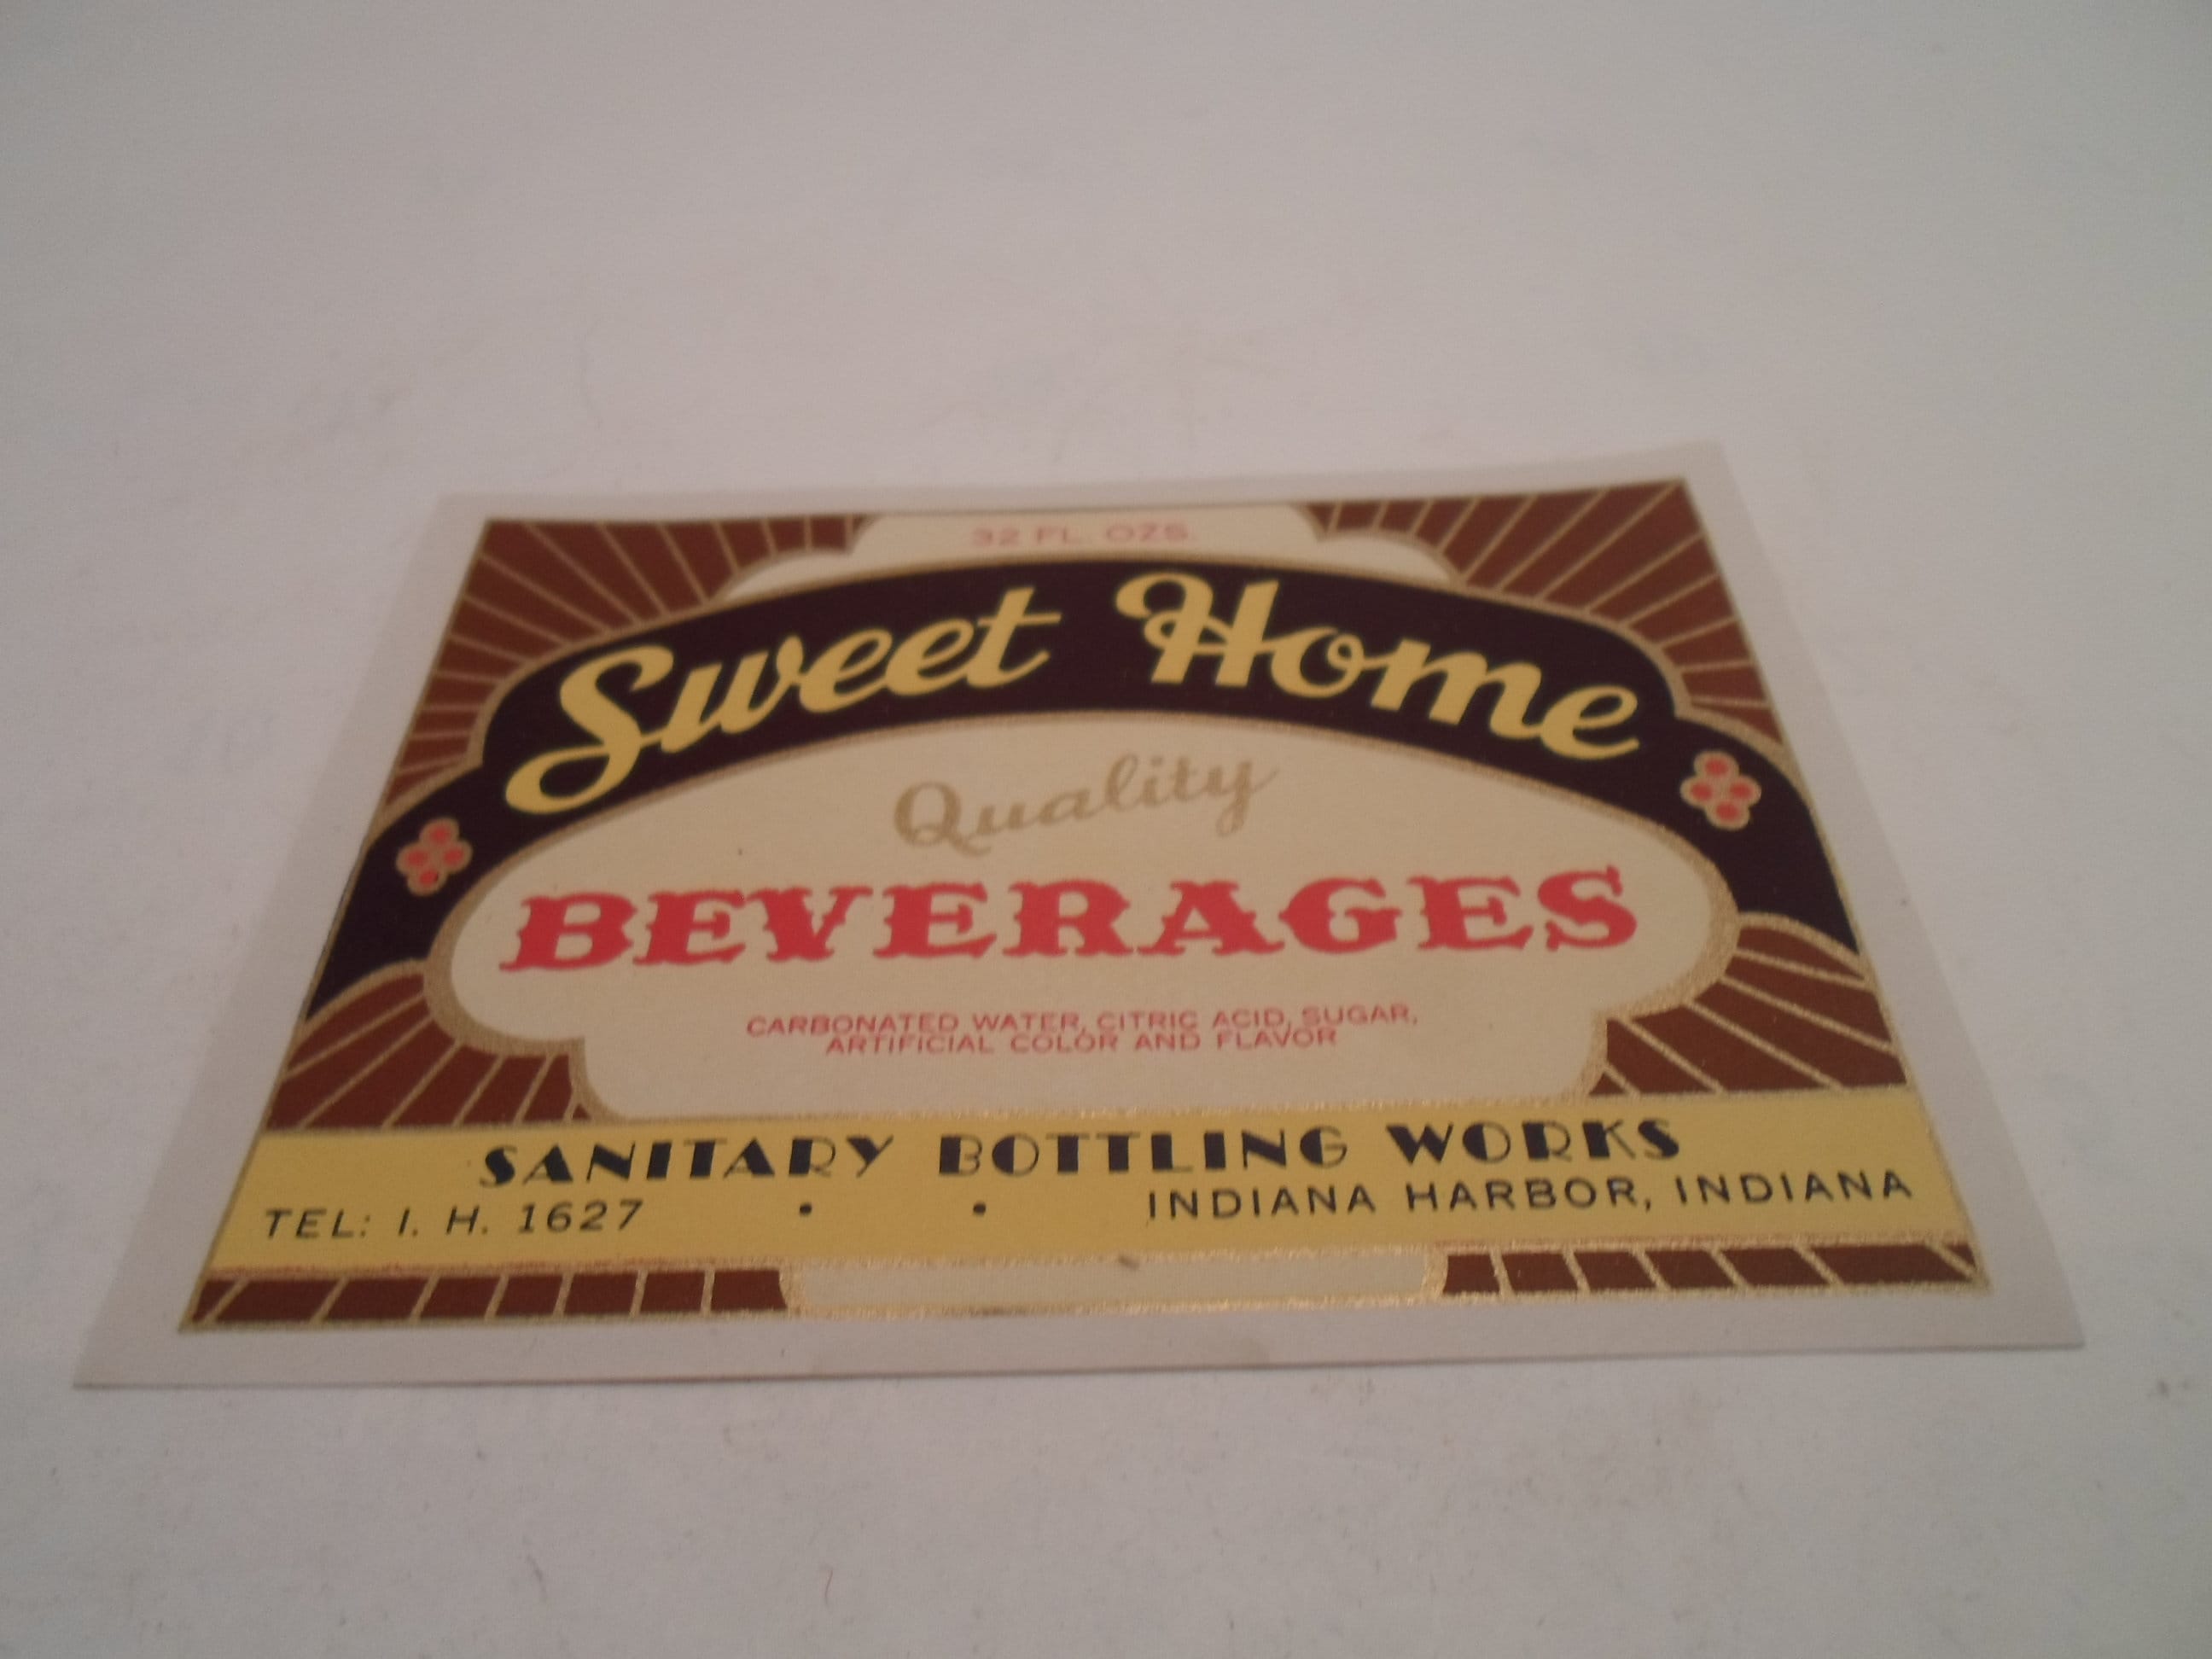 32 FL. OZS.
Sweet Home
Quality
BEVERAGES
CARBONATED WATER, CITRIC ACID, SUGAR,
ARTIFICIAL COLOR AND FLAVOR
SANITARY BOTTLING WORKS
TEL: I. H. 1627 • • INDIANA HARBOR, INDIANA